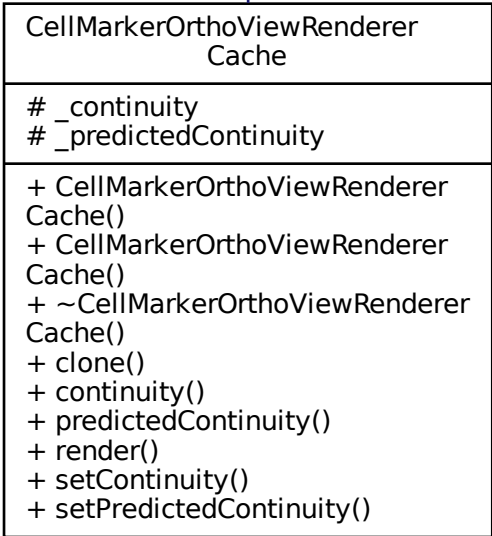 CellMarkerOrthoViewRenderer
Cache
# _continuity
# _predictedContinuity
+ CellMarkerOrthoViewRenderer
Cache()
+ CellMarkerOrthoViewRenderer
Cache()
+ ~CellMarkerOrthoViewRenderer
Cache()
+ clone()
+ continuity()
+ predictedContinuity()
+ render()
+ setContinuity()
+ setPredictedContinuity()